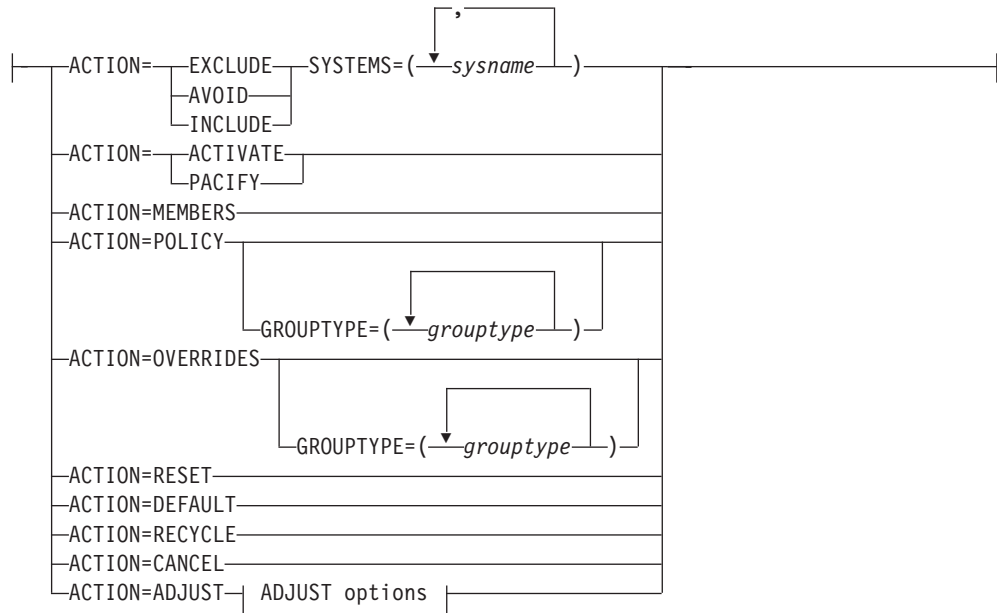 ,
ACTION= EXCLUDE SYSTEMS=( sysname )
AVOID
INCLUDE
ACTION= ACTIVATE
PACIFY
ACTION=MEMBERS
ACTION=POLICY
GROUPTYPE=( grouptype )
ACTION=OVERRIDES
GROUPTYPE=( grouptype )
ACTION=RESET
ACTION=DEFAULT
ACTION=RECYCLE
ACTION=CANCEL
ACTION=ADJUST ADJUST options